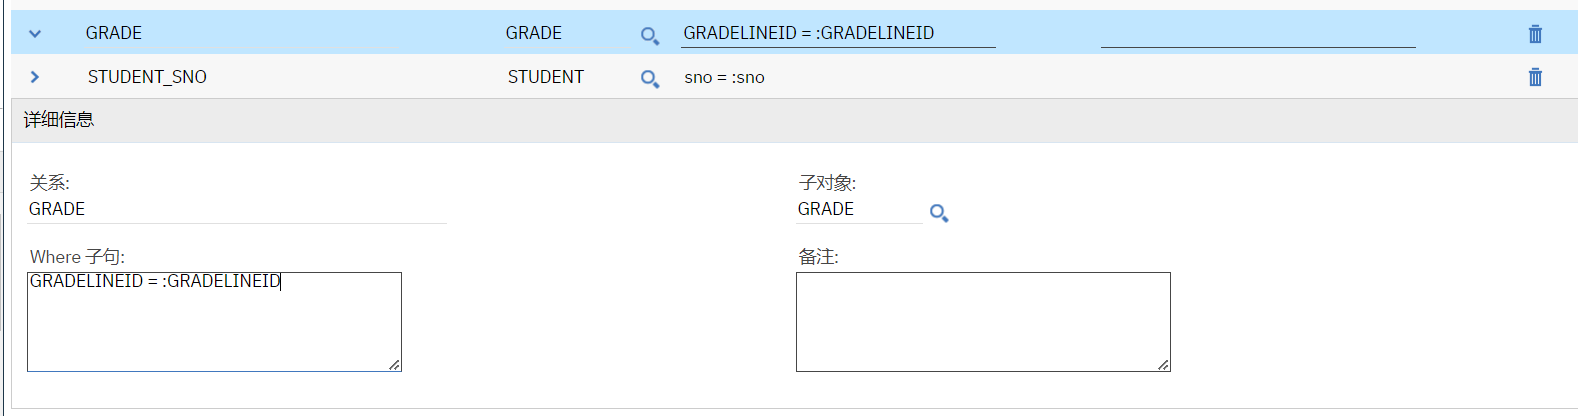 GRADE GRADE GRADELINEID = :GRADELINEID
STUDENT_SNO STUDENT sno = :sno
详细信息
关系: 子对象:
GRADE GRADE
Where 子句: 备注:
GRADELINEID = :GRADELINEID